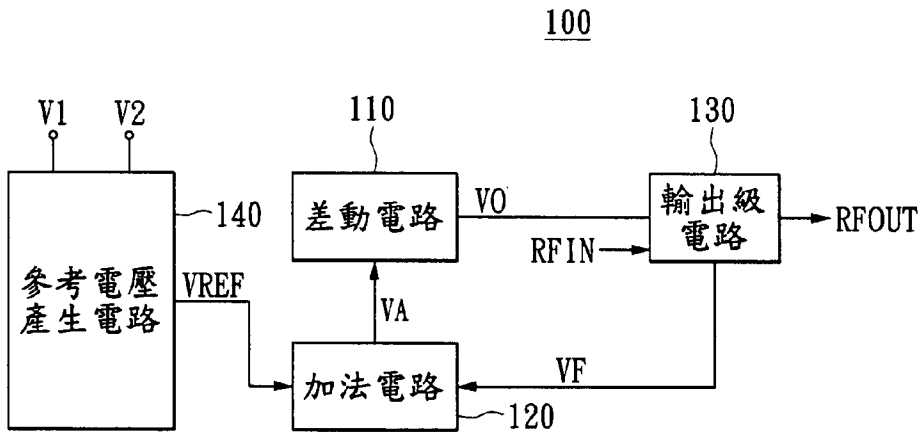 100
V1 V2
110
130
140
差動電路
VO
輸出級
電路
RFOUT
RFIN
參考電壓
產生電路
VREF
VA
加法電路
VF
120